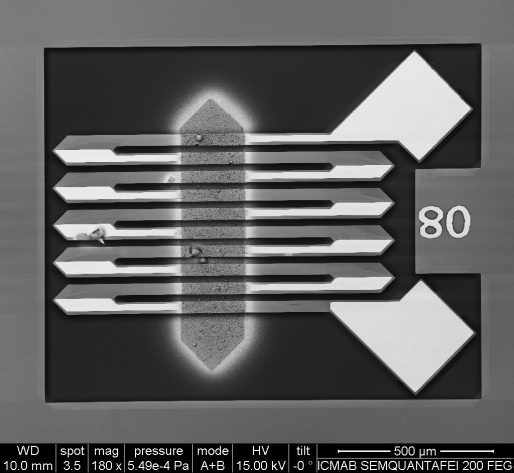 80
WD spot mag pressure mode HV tilt 500 µm
10.0 mm 3.5 180 x 5.49e-4 Pa A+B 15.00 kV -0 ° ICMAB SEMQUANTAFEI 200 FEG